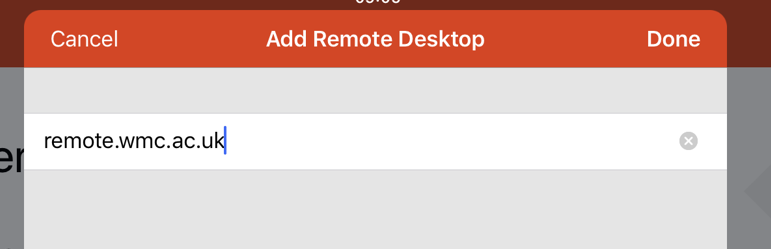 Cancel Add Remote Desktop Done
remote.wmc.ac.uk